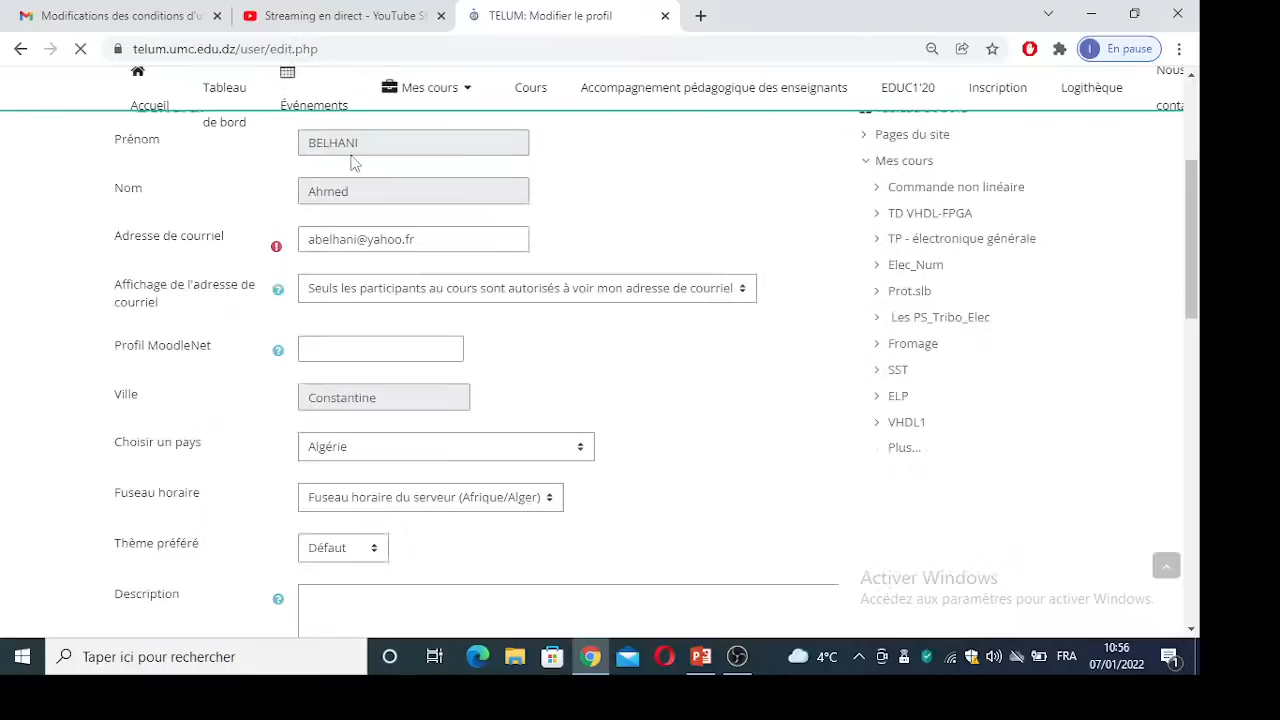 Modifications des conditions d'u
Streaming en direct - YouTube S
TELUM: Modifier le profil
telum.umc.edu.dz/user/edit.php
I
En pause
Accueil
Tableau
de bord
Événements
Mes cours
Cours
Accompagnement pédagogique des enseignants
EDUC1'20
Inscription
Logithèque
Nous
conta
Prénom
BELHANI
Nom
Ahmed
Adresse de courriel
abelhani@yahoo.fr
Affichage de l'adresse de
courriel
Seuls les participants au cours sont autorisés à voir mon adresse de courriel
Profil MoodleNet
Ville
Constantine
Choisir un pays
Algérie
Fuseau horaire
Fuseau horaire du serveur (Afrique/Alger)
Thème préféré
Défaut
Description
Pages du site
Mes cours
Commande non linéaire
TD VHDL-FPGA
TP - électronique générale
Elec_Num
Prot.slb
Les PS_Tribo_Elec
Fromage
SST
ELP
VHDL1
Plus...
Activer Windows
Accédez aux paramètres pour activer Windows.
Taper ici pour rechercher
4°C
FRA
10:56
07/01/2022
1